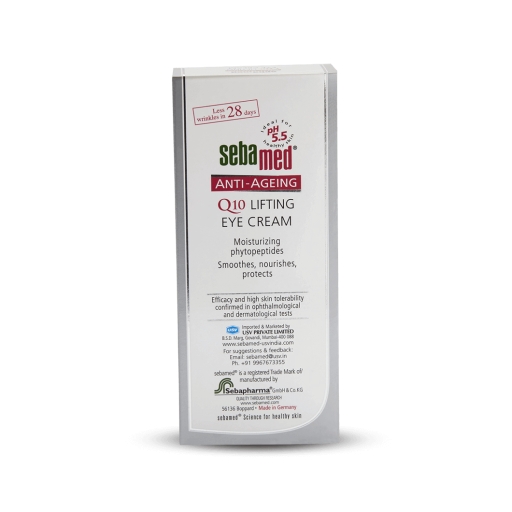 Less
wrinkles in 28 days
ideal for
pH 5.5
healthy skin
sebamed®
ANTI-AGEING
Q10 LIFTING
EYE CREAM
Moisturizing
phytopeptides
Smoothes, nourishes,
protects
Efficacy and high skin tolerability
confirmed in ophthalmological
and dermatological tests
Imported & Marketed by
USV PRIVATE LIMITED
B.S.D. Marg, Govandi, Mumbai-400 088
www.sebamed-usvindia.com
For suggestions & feedback:
Email: sebamed@usv.in
Ph. +91 9967673355
sebamed® is a registered Trade Mark of/
manufactured by
Sebapharma® GmbH & Co. KG
QUALITY THROUGH RESEARCH
www.sebamed.com
56136 Boppard • Made in Germany
sebamed® Science for healthy skin